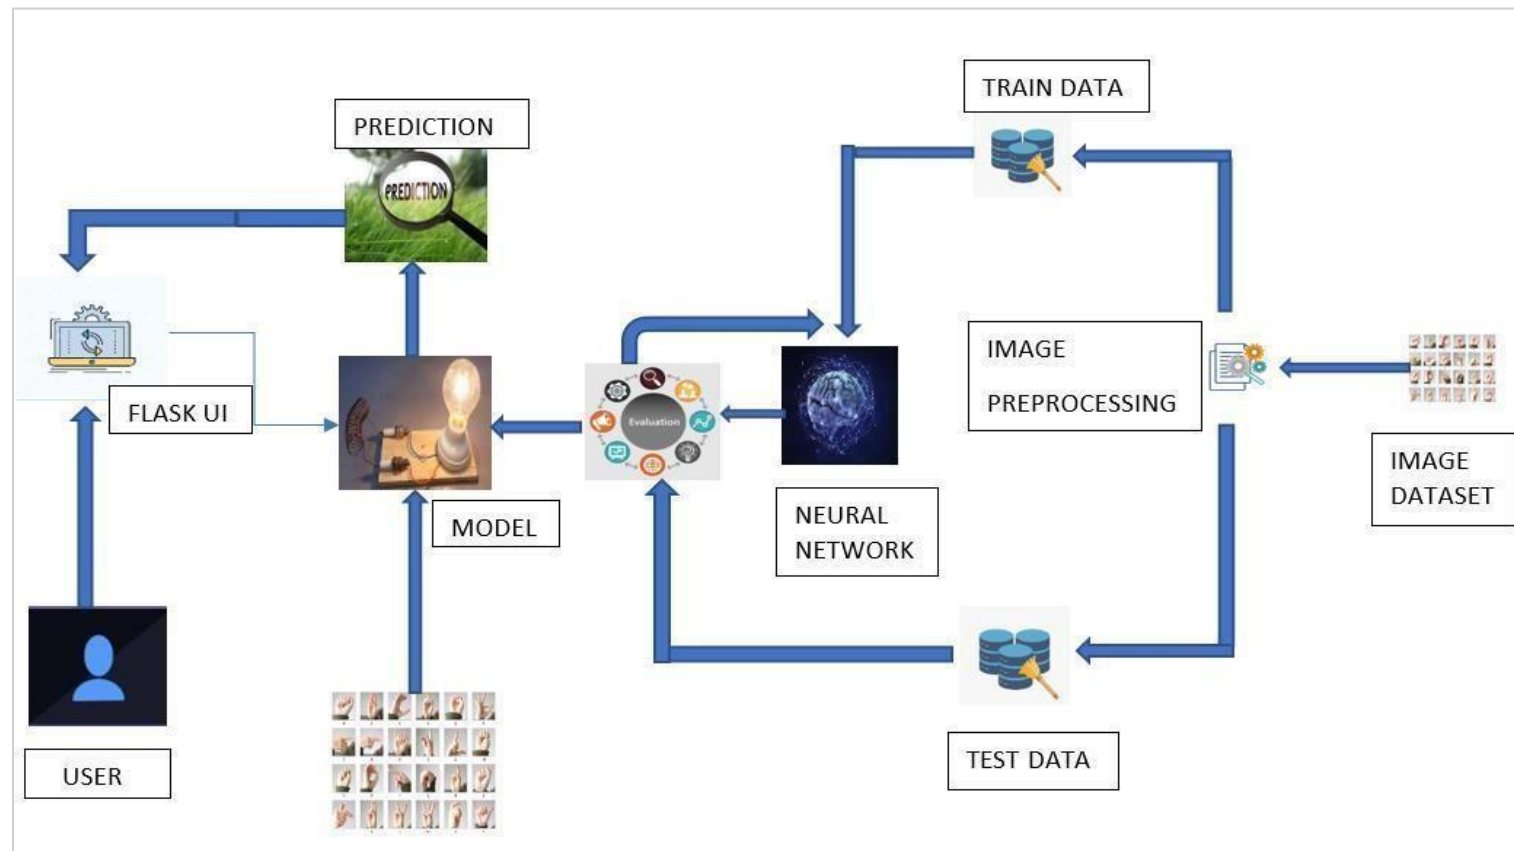 TRAIN DATA
PREDICTION
PREDICTION
IMAGE
PREPROCESSING
FLASK UI
Evaluation
IMAGE
DATASET
MODEL
NEURAL
NETWORK
USER
TEST DATA